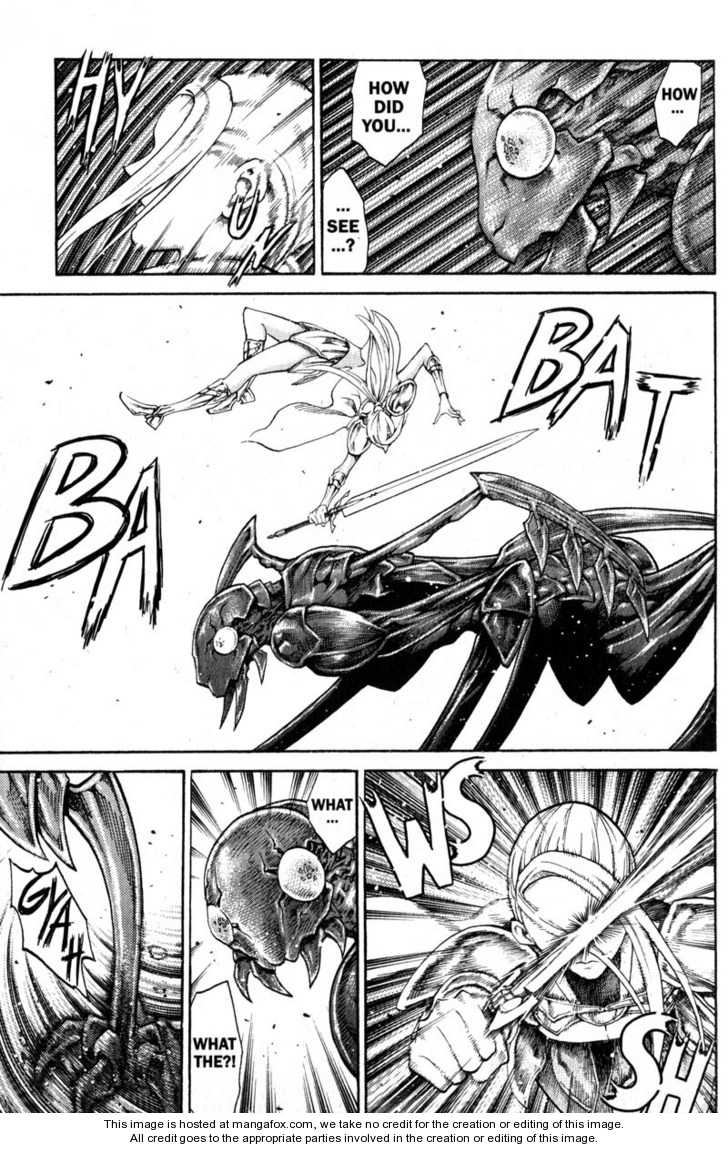 HOW
...
HOW
DID
YOU...
...
SEE
...?
HYUN
BAT
BA
WSSH
WHAT
...
WHAT
THE?!
GYAH
This image is hosted at mangafox.com, we take no credit for the creation or editing of this image.
All credit goes to the appropriate parties involved in the creation or editing of this image.